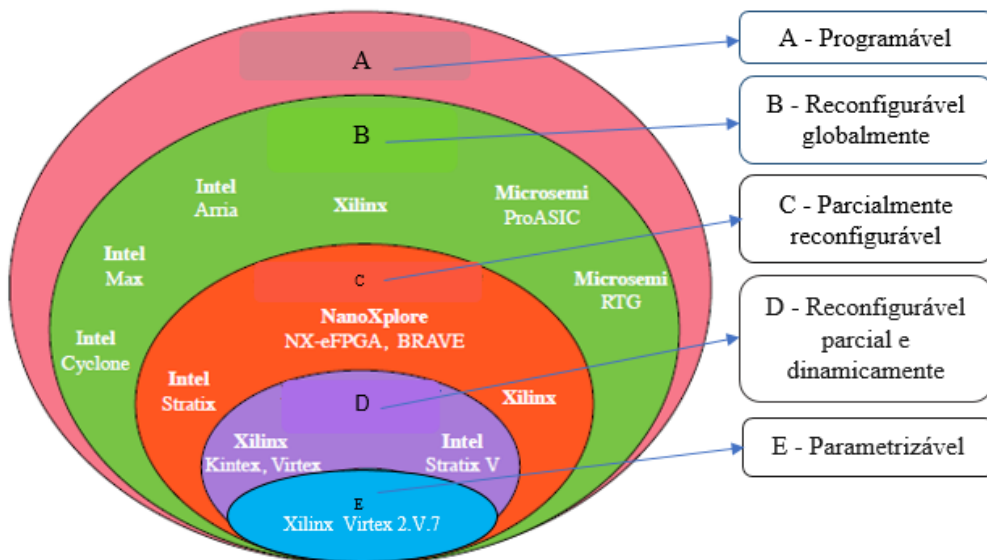 A
A - Programável
B
B - Reconfigurável
globalmente
Intel
Arria
Xilinx
Microsemi
ProASIC
C - Parcialmente
reconfigurável
Intel
Max
C
Microsemi
RTG
NanoXplore
NX-eFPGA, BRAVE
D - Reconfigurável
parcial e
dinamicamente
Intel
Cyclone
Intel
Stratix
D
Xilinx
Xilinx
Kintex, Virtex
Intel
Stratix V
E - Parametrizável
E
Xilinx Virtex 2.V.7